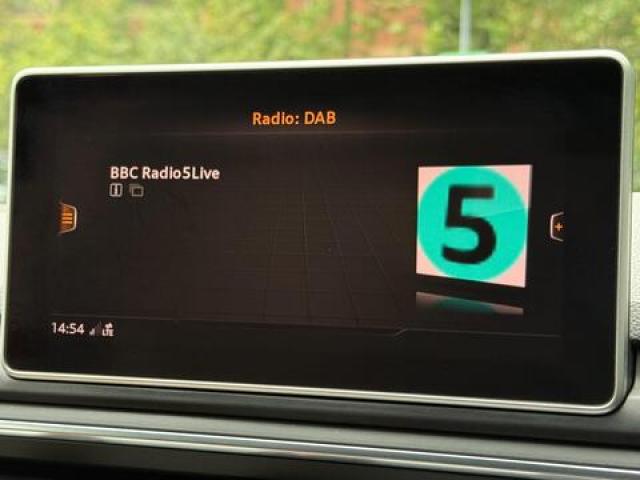 Radio: DAB
BBC Radio5Live
5
14:54 LTE